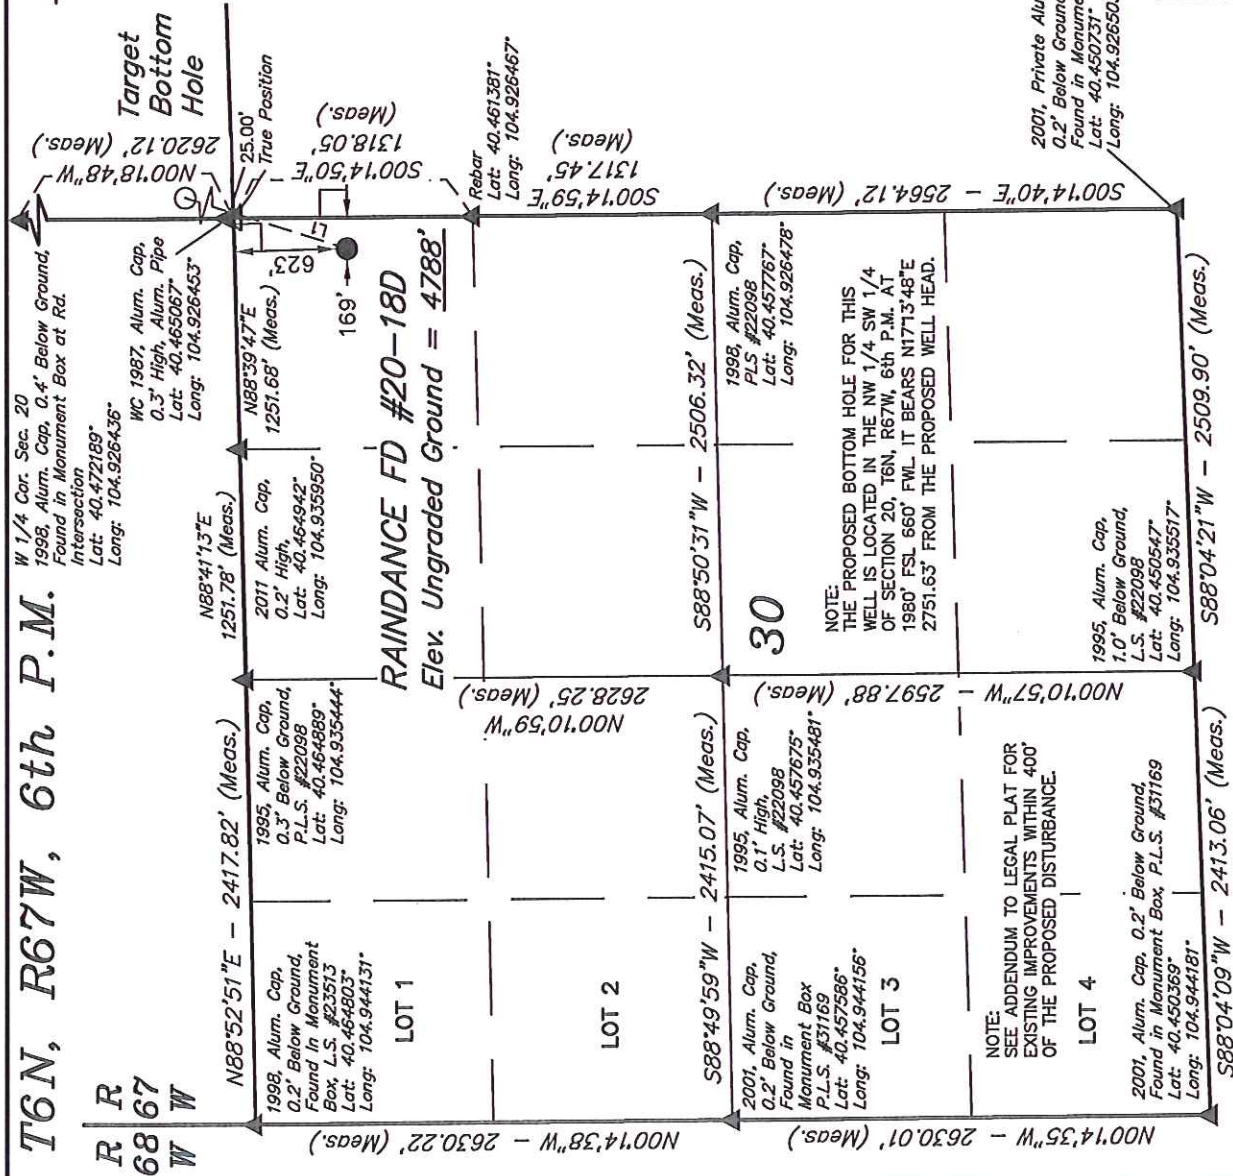 T6N, R67W, 6th P.M.
R R
68 67
W W
W 1/4 Cor. Sec. 20
1998, Alum. Cap, 0.4' Below Ground,
Found in Monument Box at Rd.
Intersection
Lat: 40.472189°
Long: 104.926436°
N00°18'48"W
2620.12' (Meas.)
Target
Bottom
Hole
WC 1987, Alum. Cap,
0.3' High, Alum. Pipe
Lat: 40.465067°
Long: 104.926453°
25.00'
True Position
N88°52'51"E - 2417.82' (Meas.)
N88°41'13"E
1251.78' (Meas.)
N88°39'47"E
1251.68' (Meas.)
1998, Alum. Cap,
0.2' Below Ground,
Found In Monument
Box, L.S. #23513
Lat: 40.464803°
Long: 104.944131°
1995, Alum. Cap,
0.3' Below Ground,
P.L.S. #22098
Lat: 40.464889°
Long: 104.935444°
2011 Alum. Cap,
0.2' High,
Lat: 40.464942°
Long: 104.935950°
623'
L1
169'
S00°14'50"E
1318.05'
(Meas.)
RAINDANCE FD #20-18D
Elev. Ungraded Ground = 4788'
Rebar
Lat: 40.461381°
Long: 104.926467°
LOT 1
LOT 2
N00°14'38"W - 2630.22' (Meas.)
N00°10'59"W
2628.25' (Meas.)
S00°14'59"E
1317.45'
(Meas.)
S88°49'59"W - 2415.07' (Meas.)
S88°50'31"W - 2506.32' (Meas.)
2001, Alum. Cap,
0.2' Below Ground,
Found in
Monument Box
P.L.S. #31169
Lat: 40.457586°
Long: 104.944156°
1995, Alum. Cap,
0.1' High,
L.S. #22098
Lat: 40.457675°
Long: 104.935481°
30
1998, Alum. Cap,
PLS #22098
Lat: 40.457767°
Long: 104.926478°
LOT 3
NOTE:
THE PROPOSED BOTTOM HOLE FOR THIS
WELL IS LOCATED IN THE NW 1/4 SW 1/4
OF SECTION 20, T6N, R67W, 6th P.M. AT
1980' FSL 660' FWL. IT BEARS N17°13'48"E
2751.63' FROM THE PROPOSED WELL HEAD.
NOTE:
SEE ADDENDUM TO LEGAL PLAT FOR
EXISTING IMPROVEMENTS WITHIN 400'
OF THE PROPOSED DISTURBANCE.
LOT 4
N00°14'35"W - 2630.01' (Meas.)
N00°10'57"W - 2597.88' (Meas.)
S00°14'40"E - 2564.12' (Meas.)
2001, Alum. Cap, 0.2' Below Ground,
Found in Monument Box, P.L.S. #31169
Lat: 40.450369°
Long: 104.944181°
1995, Alum. Cap,
1.0' Below Ground,
L.S. #22098
Lat: 40.450547°
Long: 104.935517°
2001, Private Alu
0.2' Below Ground
Found in Monume
Lat: 40.450731°
Long: 104.92650
S88°04'09"W - 2413.06' (Meas.)
S88°04'21"W - 2509.90' (Meas.)